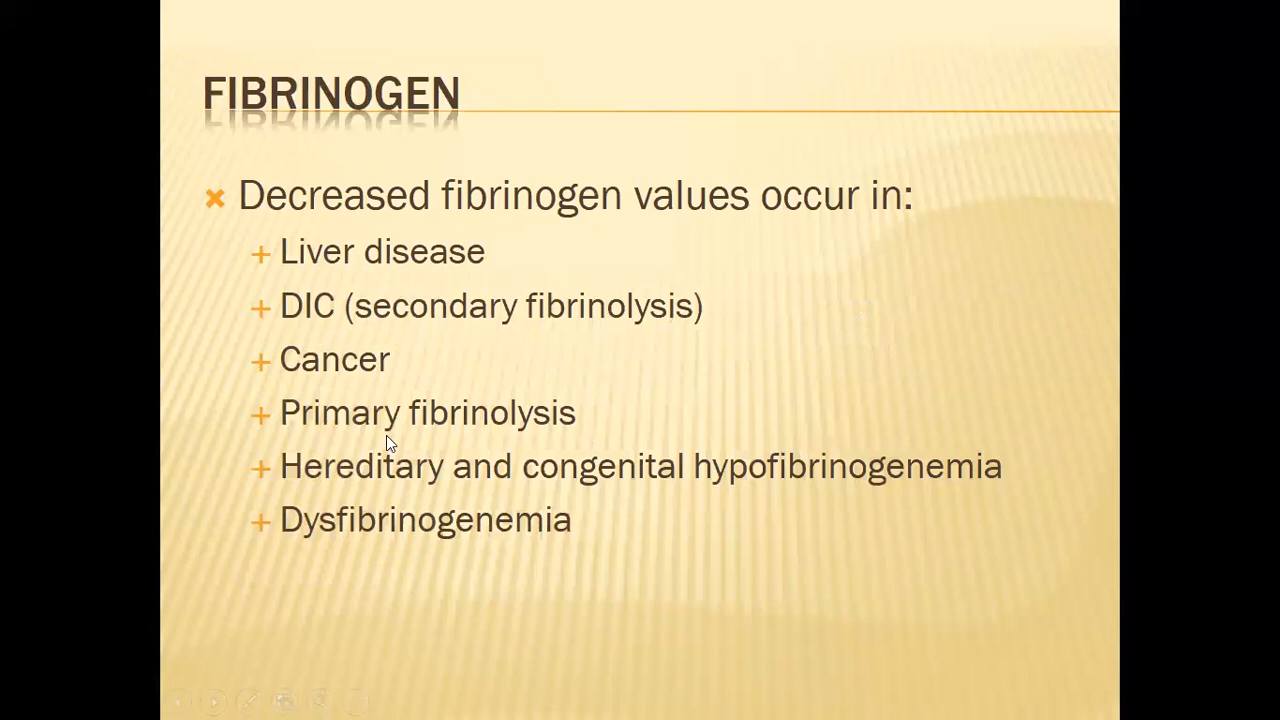 FIBRINOGEN
Decreased fibrinogen values occur in:
Liver disease
DIC (secondary fibrinolysis)
Cancer
Primary fibrinolysis
Hereditary and congenital hypofibrinogenemia
Dysfibrinogenemia